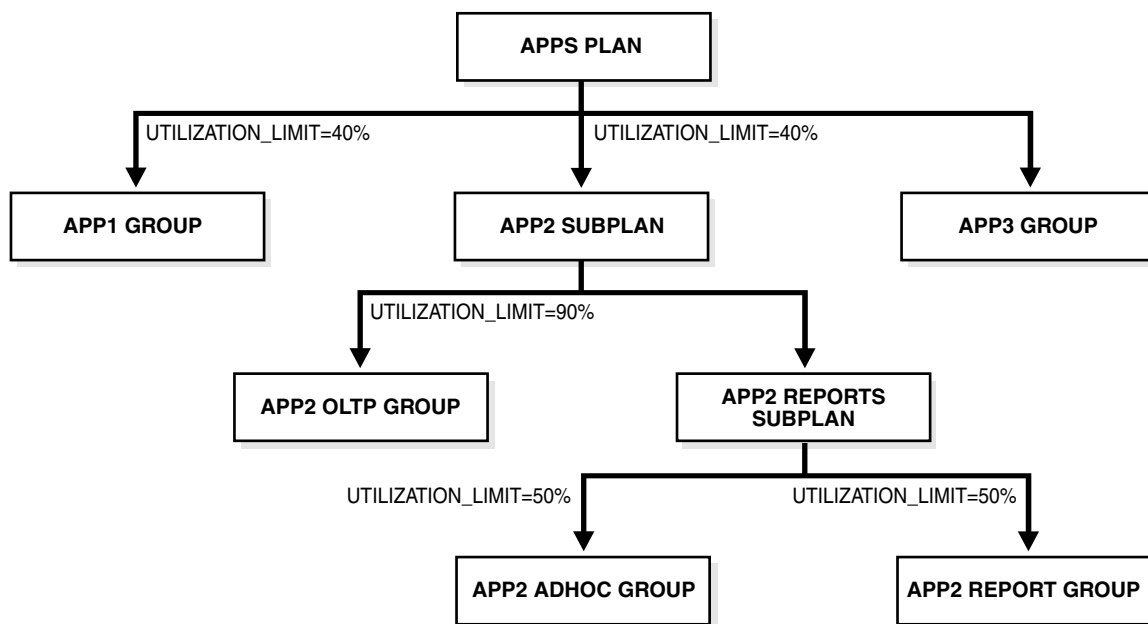 APPS PLAN
UTILIZATION_LIMIT=40%
UTILIZATION_LIMIT=40%
APP1 GROUP
APP2 SUBPLAN
APP3 GROUP
UTILIZATION_LIMIT=90%
APP2 OLTP GROUP
APP2 REPORTS
SUBPLAN
UTILIZATION_LIMIT=50%
UTILIZATION_LIMIT=50%
APP2 ADHOC GROUP
APP2 REPORT GROUP